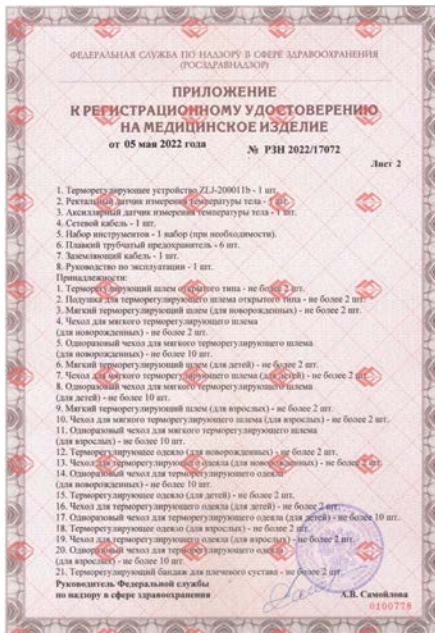 ФЕДЕРАЛЬНАЯ СЛУЖБА ПО НАДЗОРУ В СФЕРЕ ЗДРАВООХРАНЕНИЯ
(РОСЗДРАВНАДЗОР)
ПРИЛОЖЕНИЕ
К РЕГИСТРАЦИОННОМУ УДОСТОВЕРЕНИЮ
НА МЕДИЦИНСКОЕ ИЗДЕЛИЕ
от 05 мая 2022 года № РЗН 2022/17072
Лист 2
1. Терморегулирующее устройство ZLJ-200011b - 1 шт.
2. Ректальный датчик измерения температуры тела - 1 шт.
3. Аксиллярный датчик измерения температуры тела - 1 шт.
4. Сетевой кабель - 1 шт.
5. Набор инструментов - 1 набор (при необходимости).
6. Плавкий трубчатый предохранитель - 6 шт.
7. Заземляющий кабель - 1 шт.
8. Руководство по эксплуатации - 1 шт.
Принадлежности:
1. Терморегулирующий шлем открытого типа - не более 2 шт.
2. Подушка для терморегулирующего шлема открытого типа - не более 2 шт.
3. Мягкий терморегулирующий шлем (для новорожденных) - не более 2 шт.
4. Чехол для мягкого терморегулирующего шлема
(для новорожденных) - не более 2 шт.
5. Одноразовый чехол для мягкого терморегулирующего шлема
(для новорожденных) - не более 10 шт.
6. Мягкий терморегулирующий шлем (для детей) - не более 2 шт.
7. Чехол для мягкого терморегулирующего шлема (для детей) - не более 2 шт.
8. Одноразовый чехол для мягкого терморегулирующего шлема
(для детей) - не более 10 шт.
9. Мягкий терморегулирующий шлем (для взрослых) - не более 2 шт.
10. Чехол для мягкого терморегулирующего шлема (для взрослых) - не более 2 шт.
11. Одноразовый чехол для мягкого терморегулирующего шлема
(для взрослых) - не более 10 шт.
12. Терморегулирующее одеяло (для новорожденных) - не более 2 шт.
13. Чехол для терморегулирующего одеяла (для новорожденных) - не более 2 шт.
14. Одноразовый чехол для терморегулирующего одеяла
(для новорожденных) - не более 10 шт.
15. Терморегулирующее одеяло (для детей) - не более 2 шт.
16. Чехол для терморегулирующего одеяла (для детей) - не более 2 шт.
17. Одноразовый чехол для терморегулирующего одеяла (для детей) - не более 10 шт.
18. Терморегулирующее одеяло (для взрослых) - не более 2 шт.
19. Чехол для терморегулирующего одеяла (для взрослых) - не более 2 шт.
20. Одноразовый чехол для терморегулирующего одеяла
(для взрослых) - не более 10 шт.
21. Терморегулирующий бандаж для плечевого сустава - не более 2 шт.
Руководитель Федеральной службы
по надзору в сфере здравоохранения А.В. Самойлова
0100778